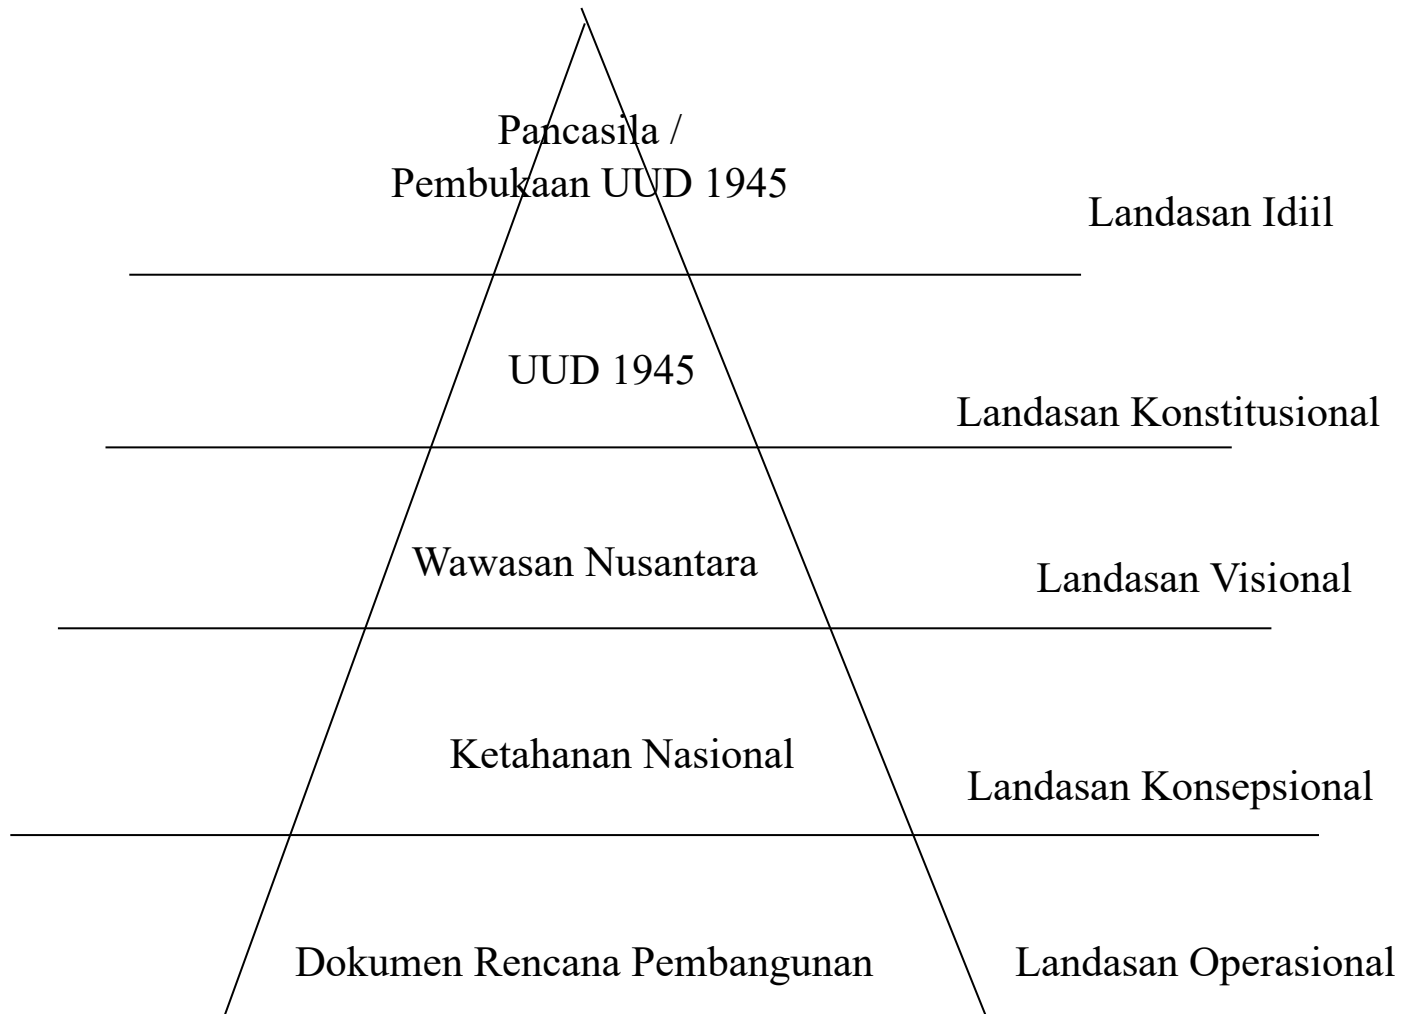 Pancasila /
Pembukaan UUD 1945
Landasan Idiil
UUD 1945
Landasan Konstitusional
Wawasan Nusantara
Landasan Visional
Ketahanan Nasional
Landasan Konsepsional
Dokumen Rencana Pembangunan
Landasan Operasional